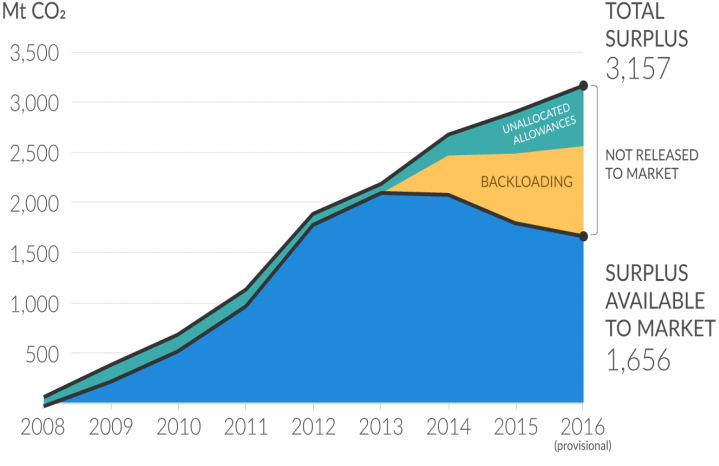 Mt CO₂
3,500
3,000
2,500
2,000
1,500
1,000
500
2008 2009 2010 2011 2012 2013 2014 2015 2016
(provisional)
UNALLOCATED
ALLOWANCES
BACKLOADING
TOTAL
SURPLUS
3,157
NOT RELEASED
TO MARKET
SURPLUS
AVAILABLE
TO MARKET
1,656